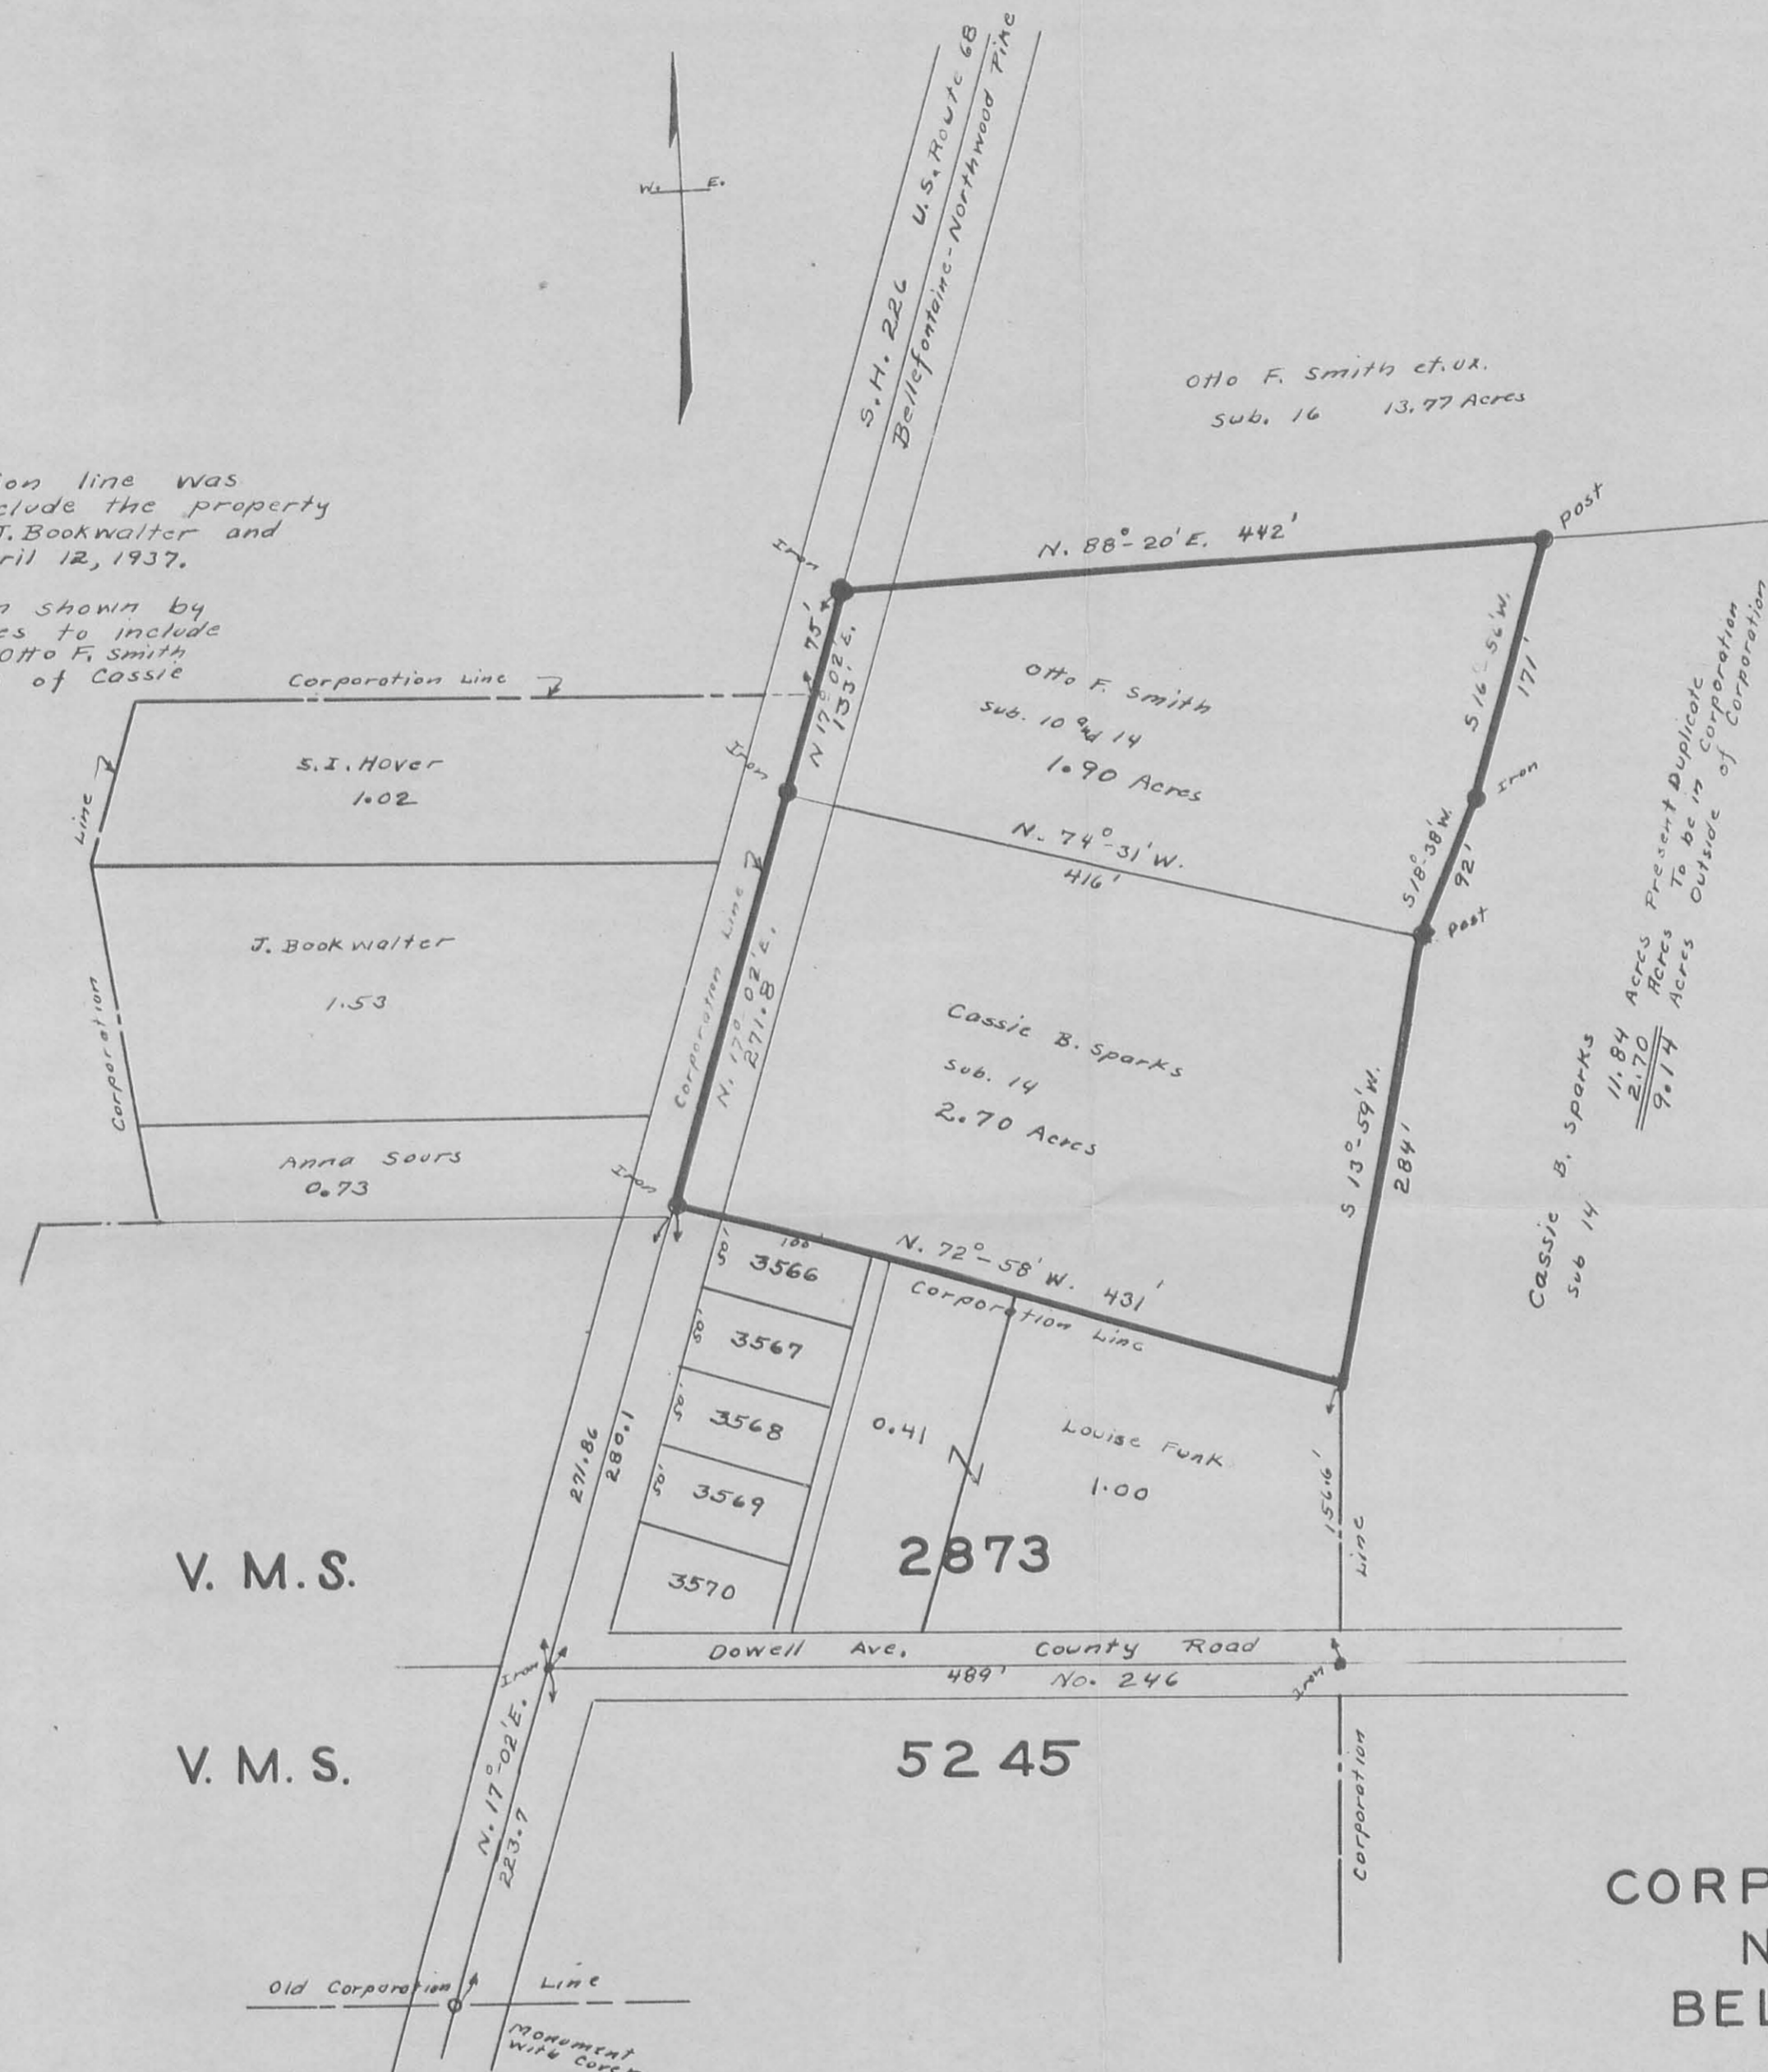 U.S. Route 68
S.H. 226
Bellefontaine-Northwood Pike
W. E.
Otto F. Smith et.ux.
Sub. 16 13.77 Acres
on line was
clude the property
J. Bookwalter and
ril 12, 1937.
n shown by
es to include
Otto F. Smith
of Cassie
Iron
N. 88°-20' E. 442'
Post
75'
N 17°-02' E.
133'
S 16°-56' W.
171'
Otto F. Smith
Sub. 10 and 14
1.90 Acres
Corporation Line
S.I. Hover
1.02
Line
Iron
Iron
N. 74°-31' W.
416'
S 18°-38' W.
92'
Post
J. Bookwalter
1.53
Corporation
Corporation Line
N. 17°-02' E.
271.8
Cassie B. Sparks
Sub. 14
2.70 Acres
S 13°-59' W.
284'
Cassie B. Sparks
Sub 14
11.84 Acres Present Duplicate
2.70 Acres To be in Corporation
9.14 Acres Outside of Corporation
Anna Sours
0.73
Iron
N. 72°-58' W. 431'
Corporation Line
100'
50' 3566
50' 3567
50' 3568
50' 3569
3570
0.41
Louise Funk
1.00
271.86
280.1
156.6'
Line
V. M. S. 2873
Dowell Ave. County Road
489' No. 246
Iron
Iron
V. M. S. 5245
N. 17°-02' E.
223.7
Corporation
Old Corporation Line
Monument
With Cover
CORP
N
BEL